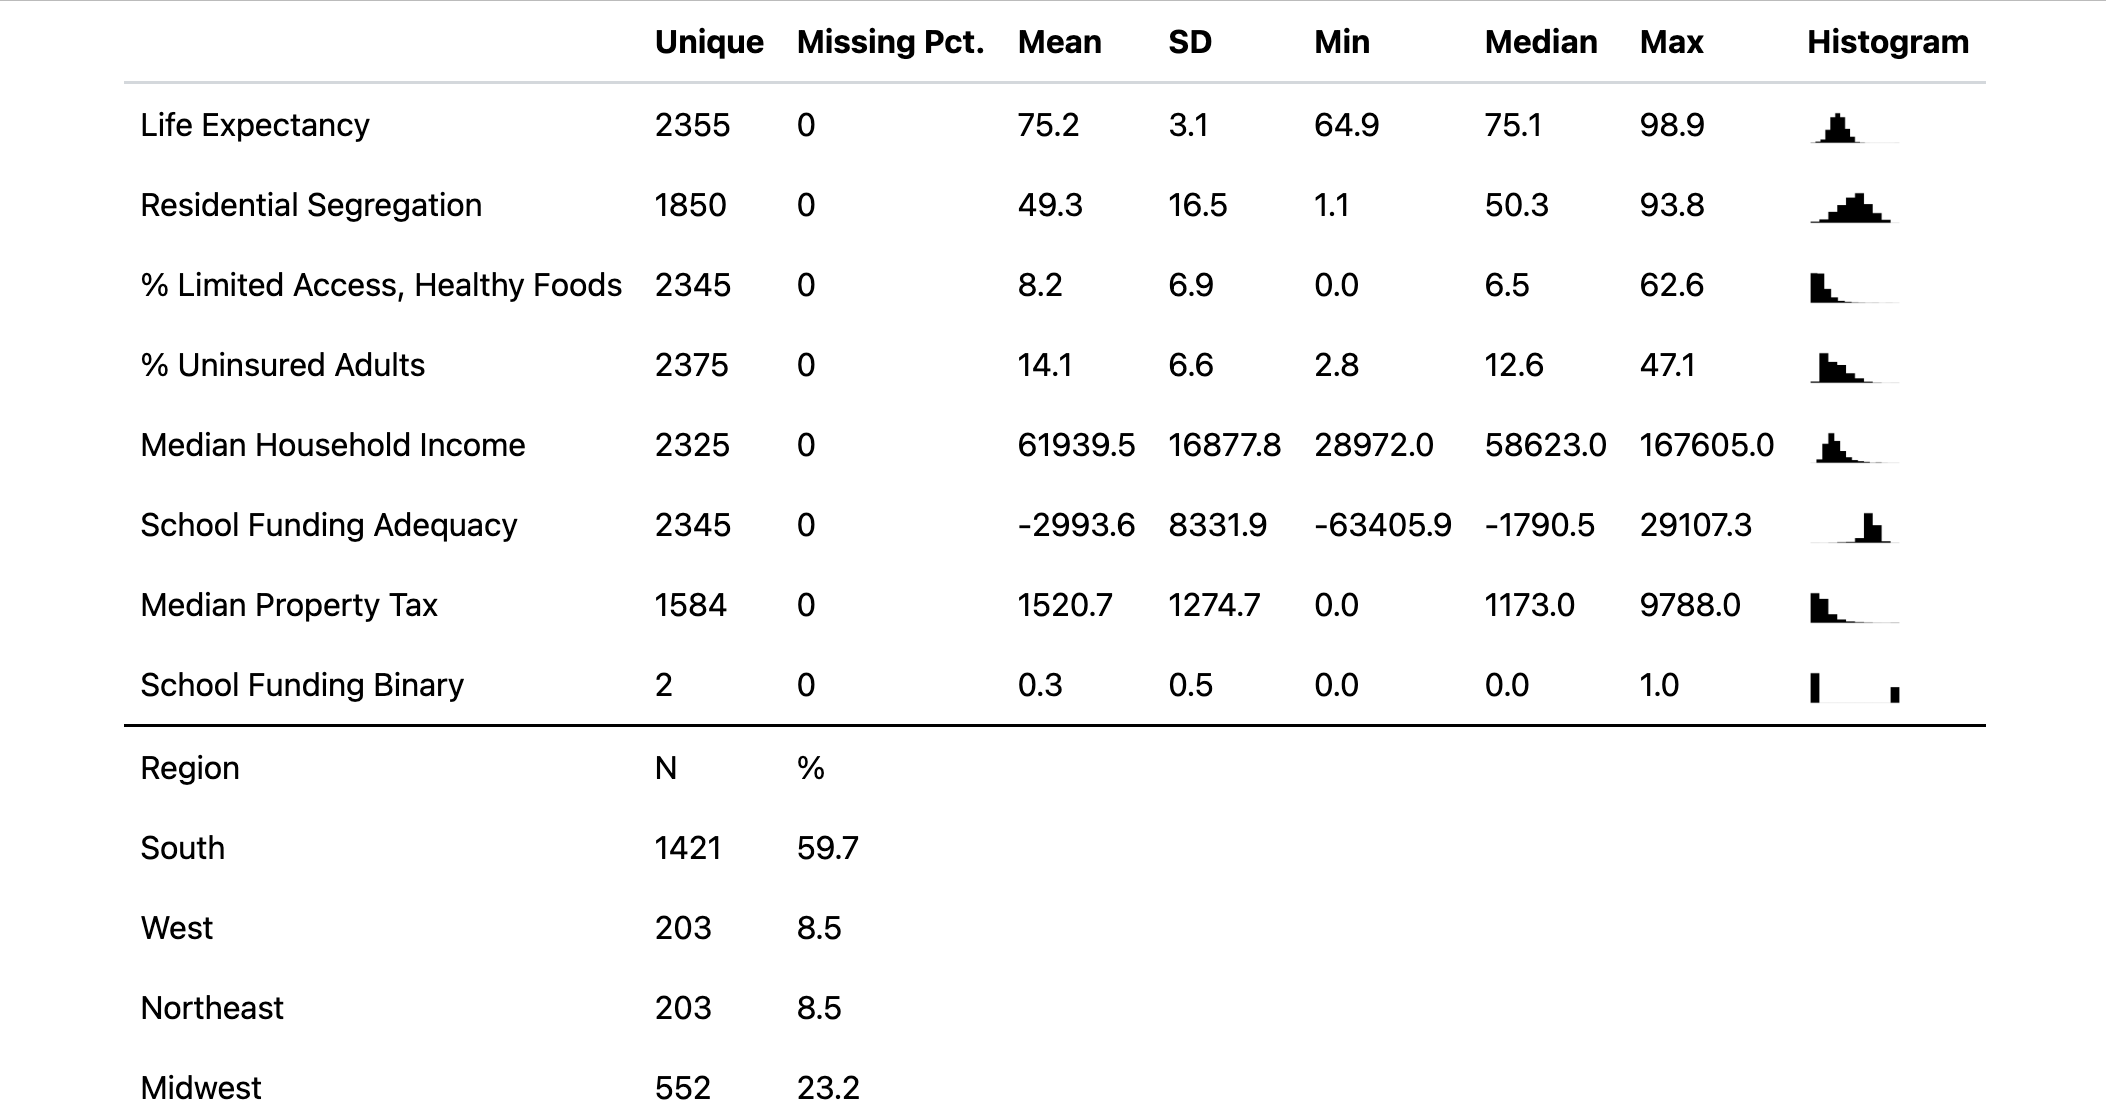 Unique Missing Pct. Mean SD Min Median Max Histogram
Life Expectancy 2355 0 75.2 3.1 64.9 75.1 98.9
Residential Segregation 1850 0 49.3 16.5 1.1 50.3 93.8
% Limited Access, Healthy Foods 2345 0 8.2 6.9 0.0 6.5 62.6
% Uninsured Adults 2375 0 14.1 6.6 2.8 12.6 47.1
Median Household Income 2325 0 61939.5 16877.8 28972.0 58623.0 167605.0
School Funding Adequacy 2345 0 -2993.6 8331.9 -63405.9 -1790.5 29107.3
Median Property Tax 1584 0 1520.7 1274.7 0.0 1173.0 9788.0
School Funding Binary 2 0 0.3 0.5 0.0 0.0 1.0
Region N %
South 1421 59.7
West 203 8.5
Northeast 203 8.5
Midwest 552 23.2